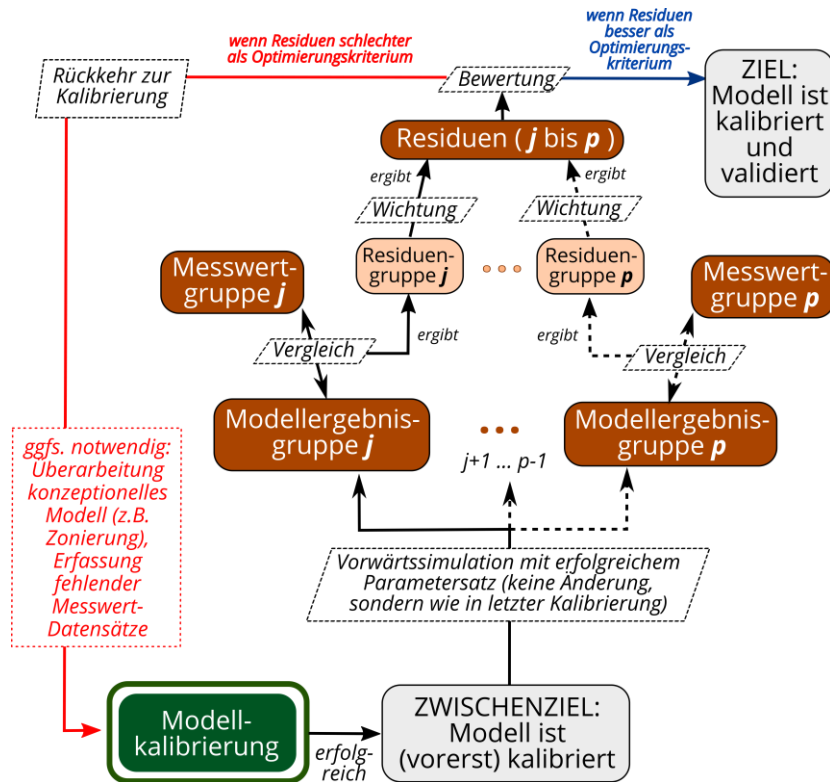 wenn Residuen schlechter
als Optimierungskriterium
wenn Residuen
besser als
Optimierungs-
kriterium
Rückkehr zur
Kalibrierung
Bewertung
ZIEL:
Modell ist
kalibriert
und
validiert
Residuen ( j bis p )
ergibt
ergibt
Wichtung
Wichtung
Messwert-
gruppe j
Residuen-
gruppe j
Residuen-
gruppe p
Messwert-
gruppe p
Vergleich
ergibt
ergibt
Vergleich
Modellergebnis-
gruppe j
Modellergebnis-
gruppe p
j+1 ... p-1
ggfs. notwendig:
Überarbeitung
konzeptionelles
Modell (z.B.
Zonierung),
Erfassung
fehlender
Messwert-
Datensätze
Vorwärtssimulation mit erfolgreichem
Parametersatz (keine Änderung,
sondern wie in letzter Kalibrierung)
Modell-
kalibrierung
erfolg-
reich
ZWISCHENZIEL:
Modell ist
(vorerst) kalibriert